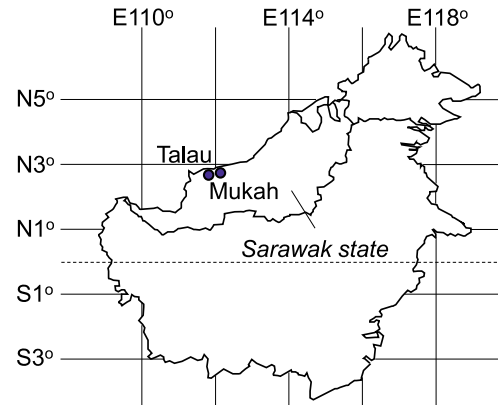 E110° E114° E118°
N5°
Talau
N3°
Mukah
N1°
Sarawak state
S1°
S3°